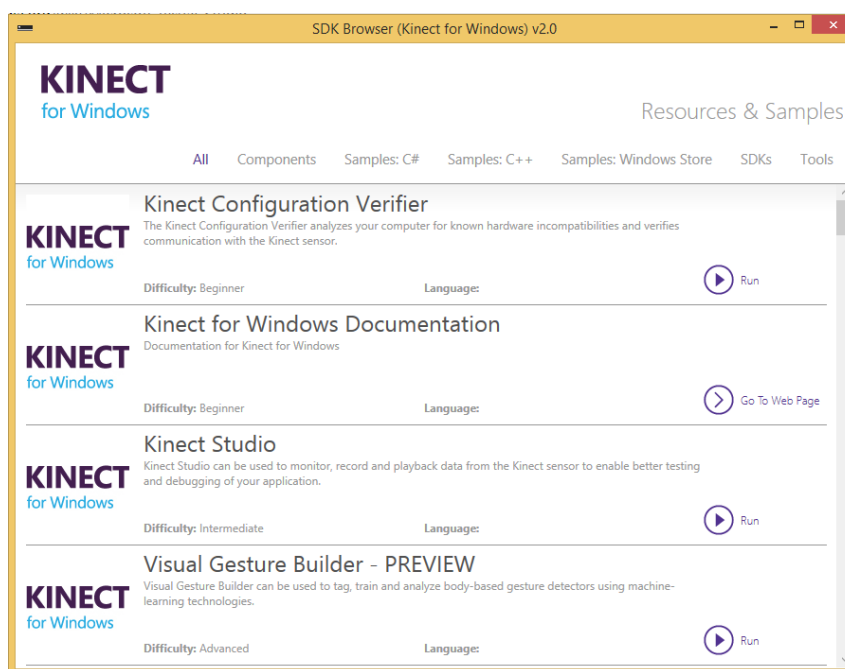 SDK Browser (Kinect for Windows) v2.0
KINECT
for Windows
Resources & Samples
All Components Samples: C# Samples: C++ Samples: Windows Store SDKs Tools
KINECT
for Windows
Kinect Configuration Verifier
The Kinect Configuration Verifier analyzes your computer for known hardware incompatibilities and verifies
communication with the Kinect sensor.
Difficulty: Beginner Language:
Run
KINECT
for Windows
Kinect for Windows Documentation
Documentation for Kinect for Windows
Difficulty: Beginner Language:
Go To Web Page
KINECT
for Windows
Kinect Studio
Kinect Studio can be used to monitor, record and playback data from the Kinect sensor to enable better testing
and debugging of your application.
Difficulty: Intermediate Language:
Run
KINECT
for Windows
Visual Gesture Builder - PREVIEW
Visual Gesture Builder can be used to tag, train and analyze body-based gesture detectors using machine-
learning technologies.
Difficulty: Advanced Language:
Run